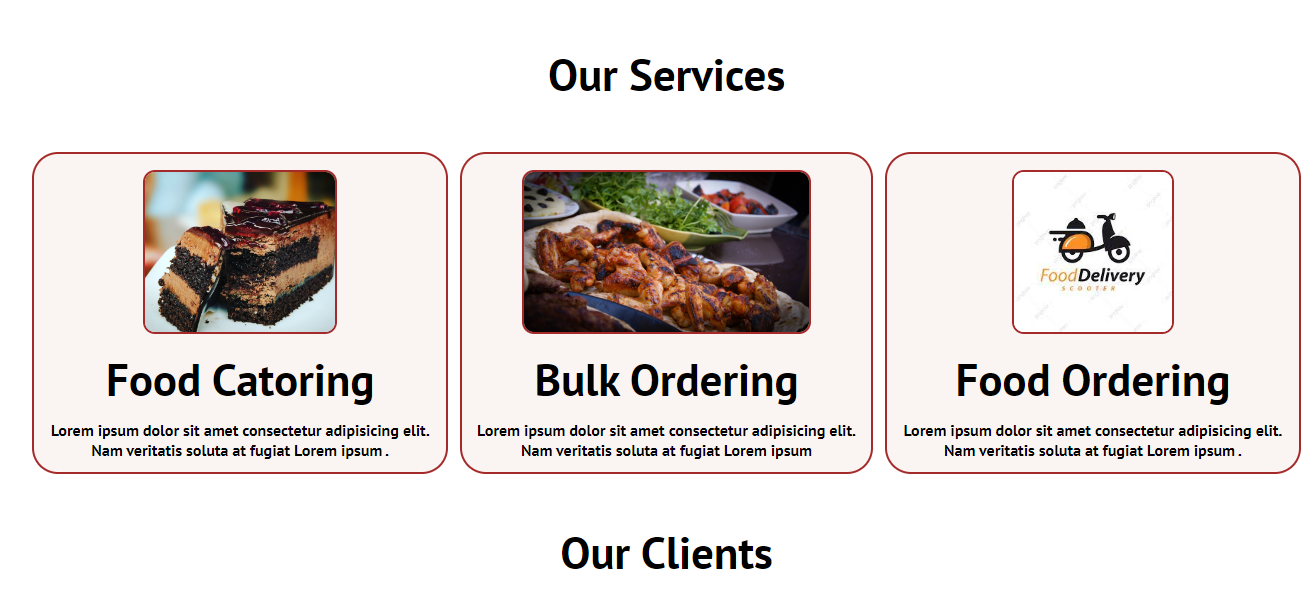 Our Services
FoodDelivery
SCOOTER
Food Catoring
Bulk Ordering
Food Ordering
Lorem ipsum dolor sit amet consectetur adipisicing elit.
Nam veritatis soluta at fugiat Lorem ipsum .
Lorem ipsum dolor sit amet consectetur adipisicing elit.
Nam veritatis soluta at fugiat Lorem ipsum
Lorem ipsum dolor sit amet consectetur adipisicing elit.
Nam veritatis soluta at fugiat Lorem ipsum .
Our Clients